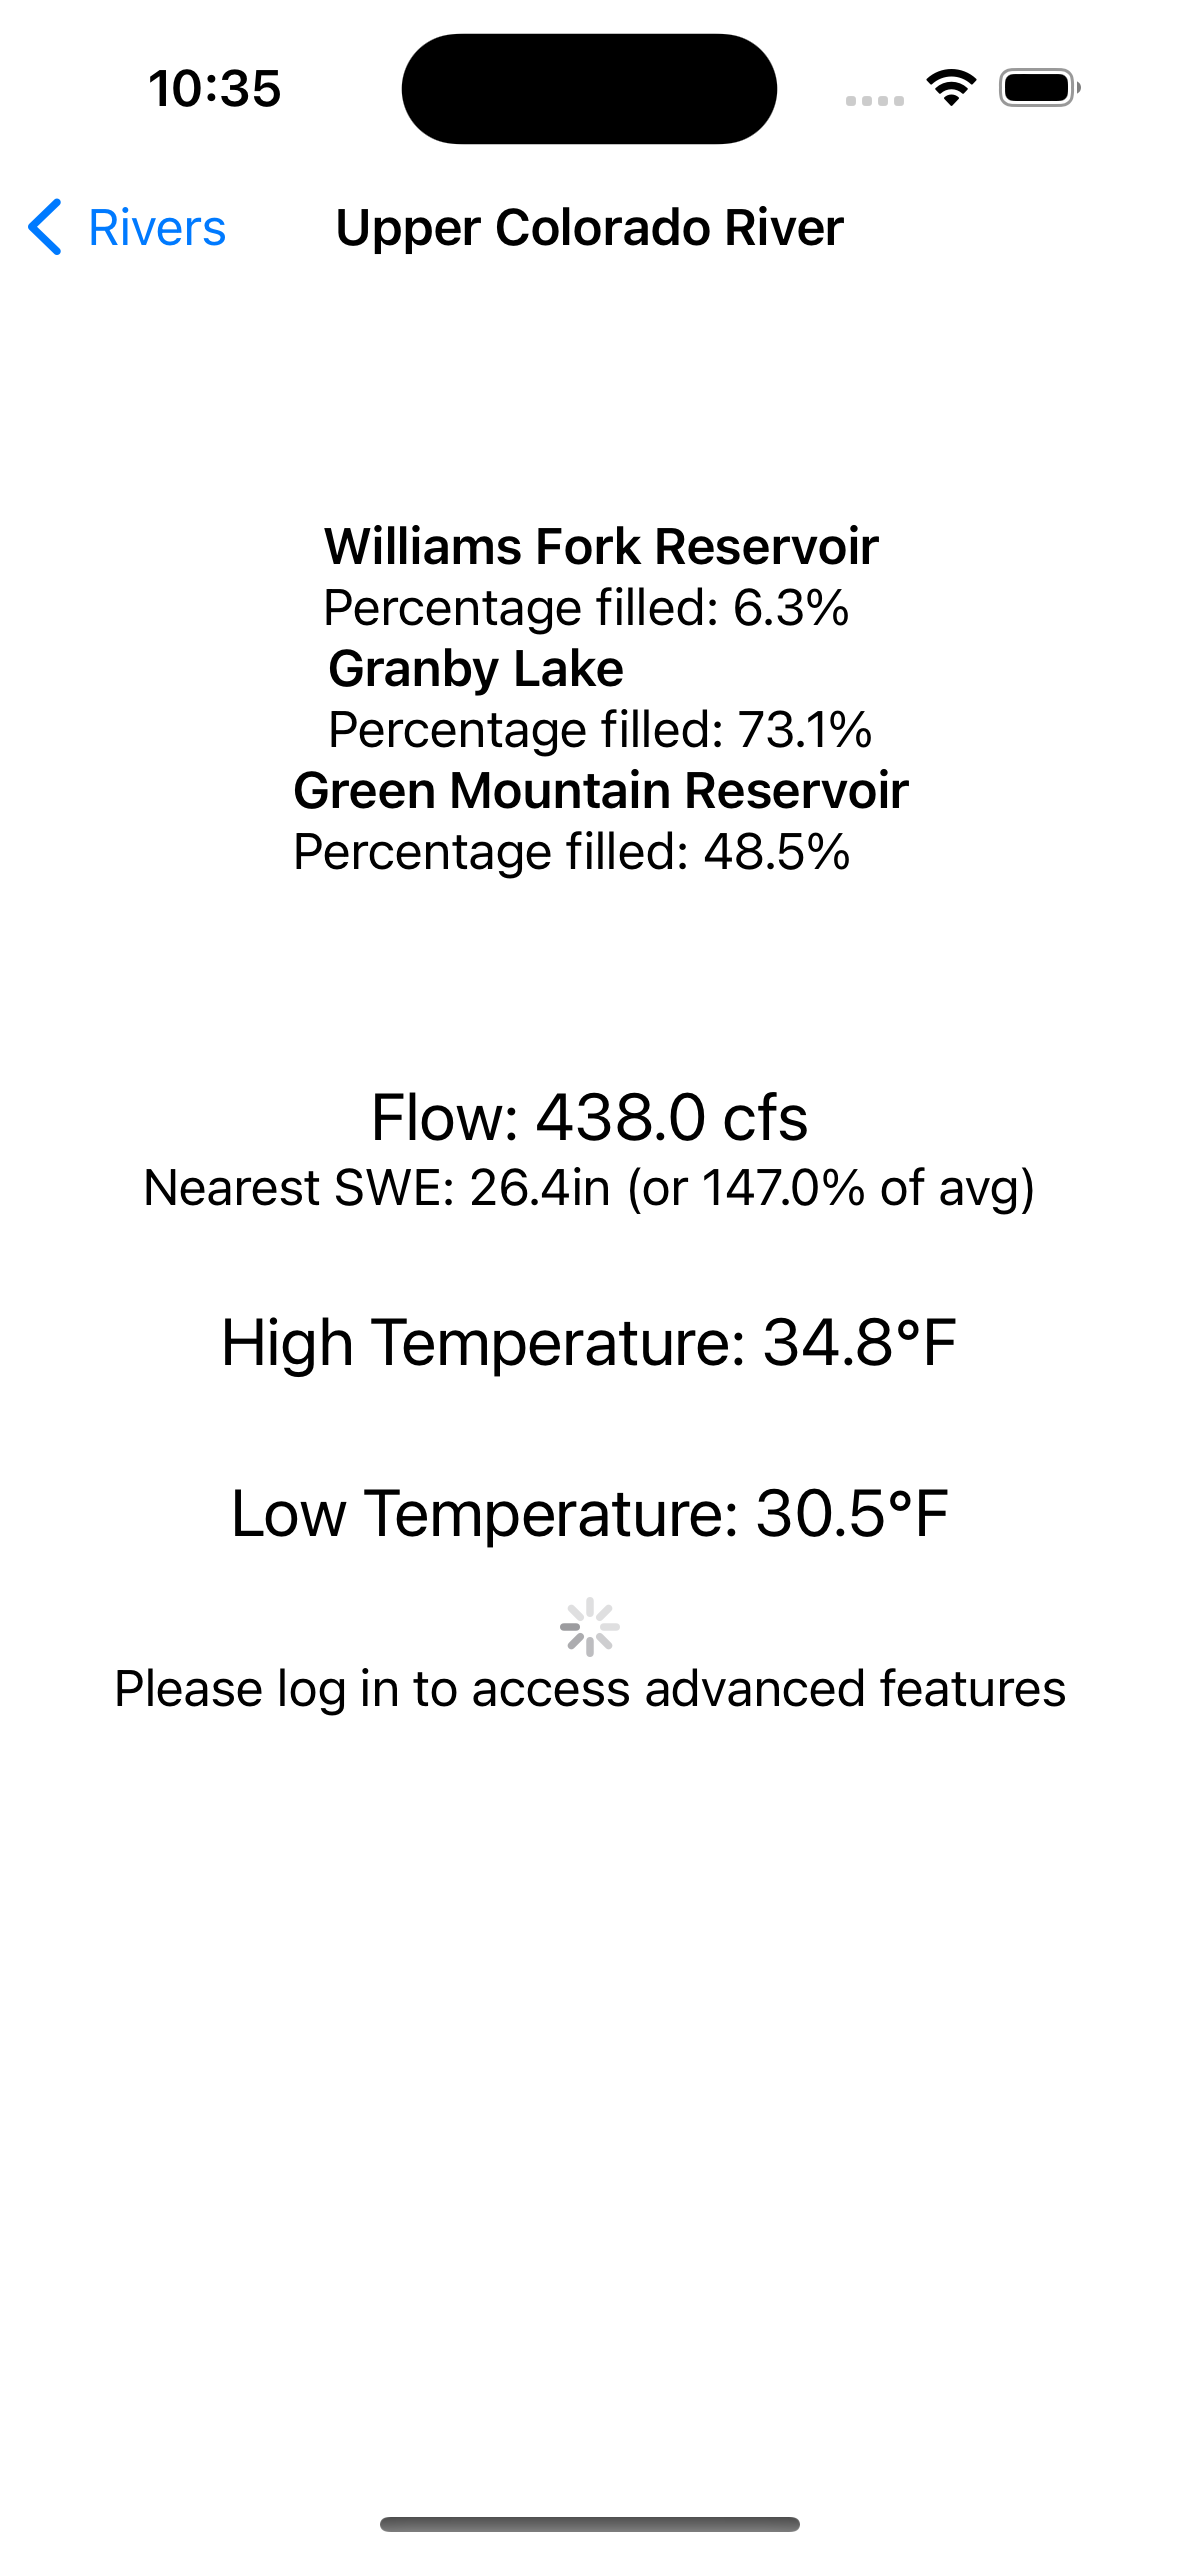 10:35
Rivers
Upper Colorado River
Williams Fork Reservoir
Percentage filled: 6.3%
Granby Lake
Percentage filled: 73.1%
Green Mountain Reservoir
Percentage filled: 48.5%
Flow: 438.0 cfs
Nearest SWE: 26.4in (or 147.0% of avg)
High Temperature: 34.8°F
Low Temperature: 30.5°F
Please log in to access advanced features